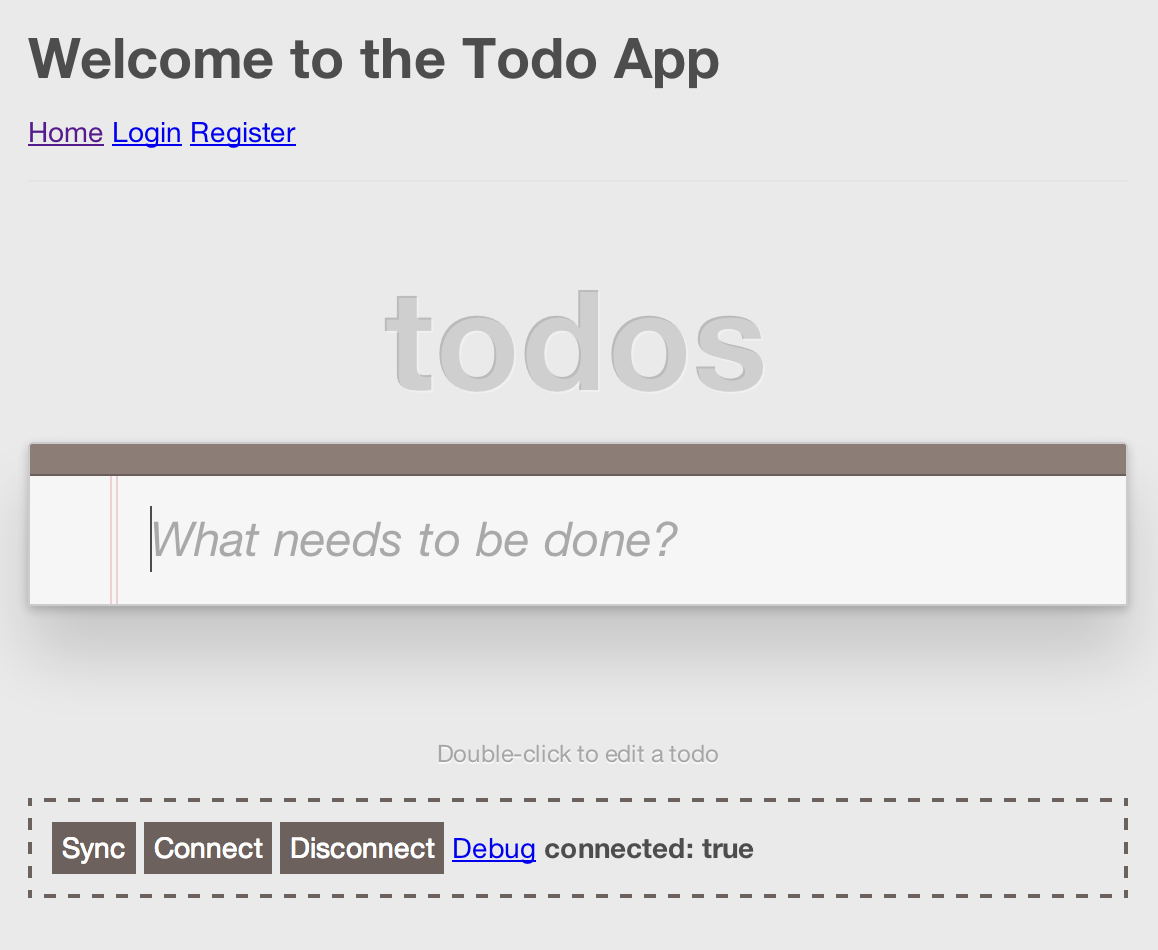 Welcome to the Todo App
Home Login Register
todos
What needs to be done?
Double-click to edit a todo
Sync Connect Disconnect Debug connected: true